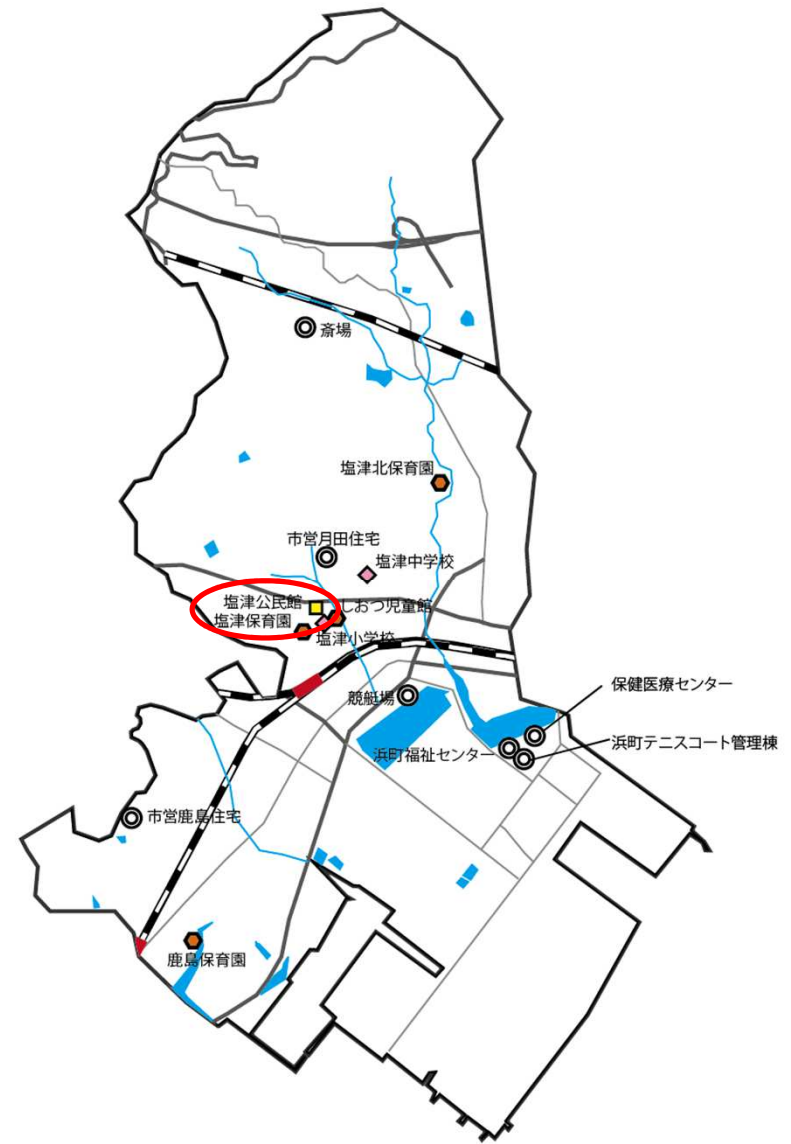 斎場
塩津北保育園
市営月田住宅
塩津中学校
塩津公民館
しおつ児童館
塩津保育園
塩津小学校
保健医療センター
競艇場
浜町テニスコート管理棟
浜町福祉センター
市営鹿島住宅
鹿島保育園